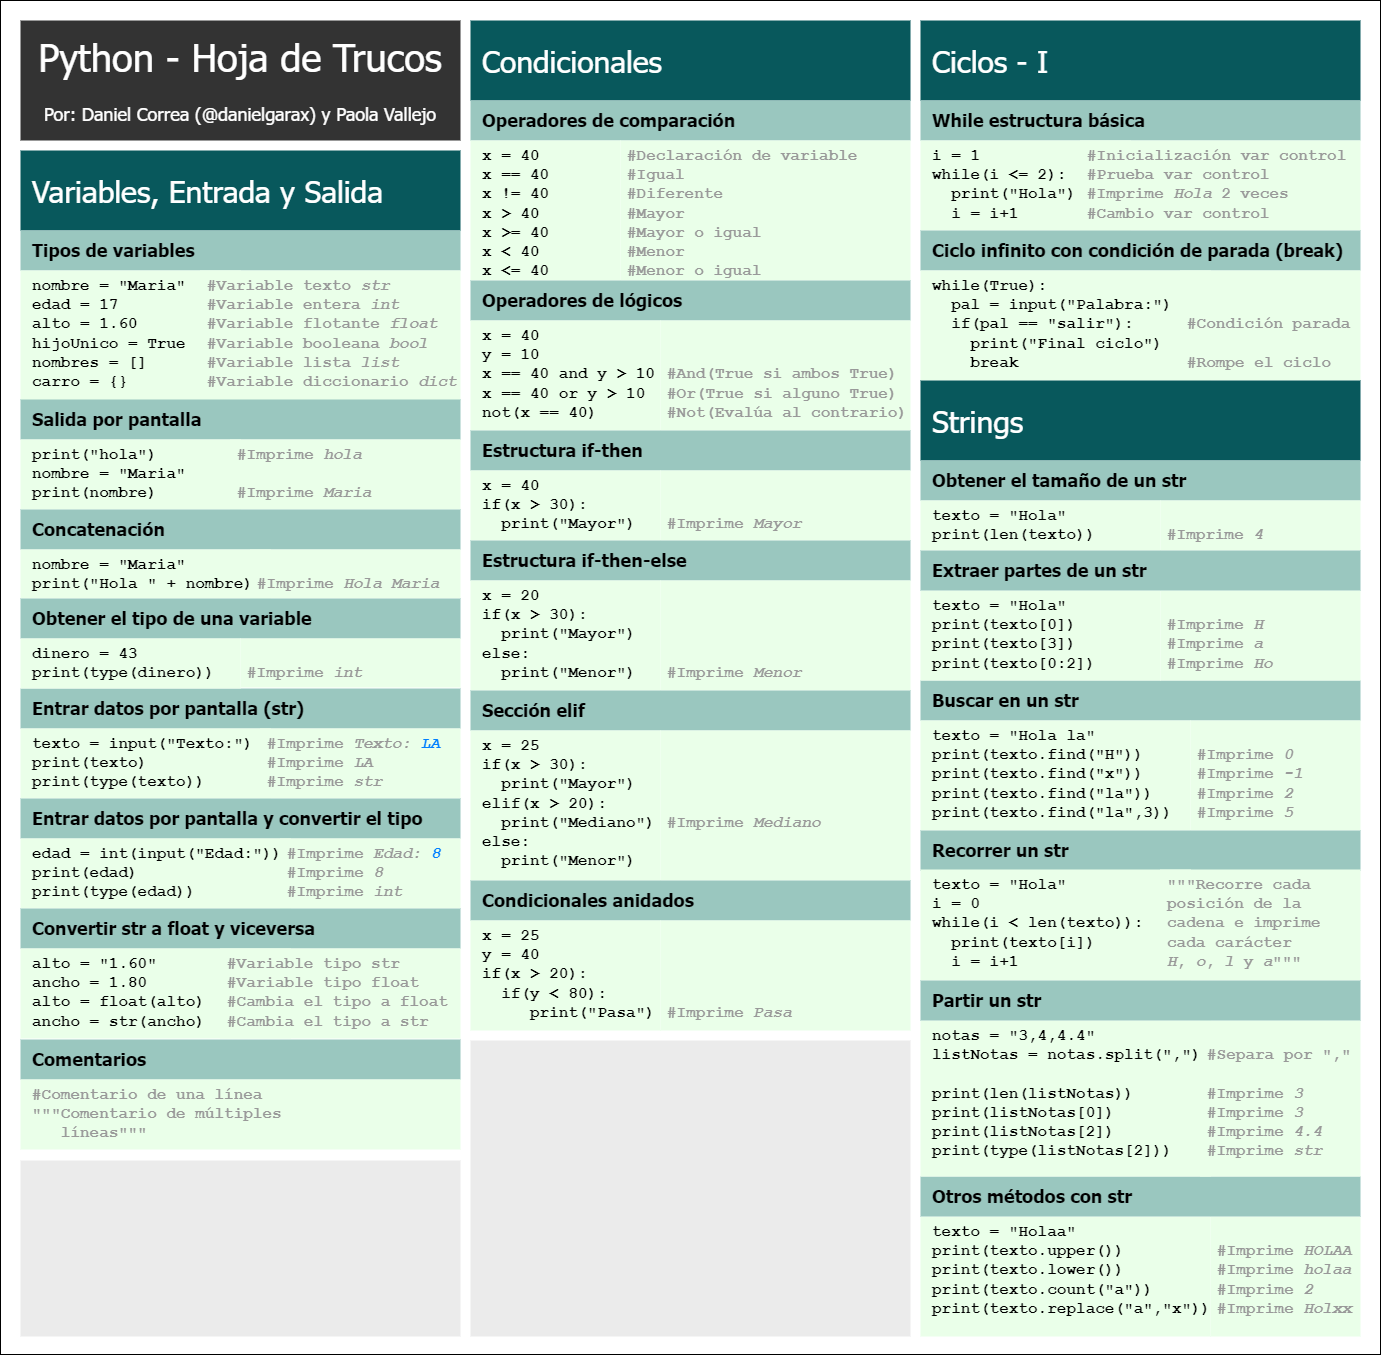 Python - Hoja de Trucos
Por: Daniel Correa (@danielgarax) y Paola Vallejo
Variables, Entrada y Salida
Tipos de variables
nombre = "Maria" #Variable texto str
edad = 17 #Variable entera int
alto = 1.60 #Variable flotante float
hijoUnico = True #Variable booleana bool
nombres = [] #Variable lista list
carro = {} #Variable diccionario dict
Salida por pantalla
print("hola") #Imprime hola
nombre = "Maria"
print(nombre) #Imprime Maria
Concatenación
nombre = "Maria"
print("Hola " + nombre) #Imprime Hola Maria
Obtener el tipo de una variable
dinero = 43
print(type(dinero)) #Imprime int
Entrar datos por pantalla (str)
texto = input("Texto:") #Imprime Texto: LA
print(texto) #Imprime LA
print(type(texto)) #Imprime str
Entrar datos por pantalla y convertir el tipo
edad = int(input("Edad:")) #Imprime Edad: 8
print(edad) #Imprime 8
print(type(edad)) #Imprime int
Convertir str a float y viceversa
alto = "1.60" #Variable tipo str
ancho = 1.80 #Variable tipo float
alto = float(alto) #Cambia el tipo a float
ancho = str(ancho) #Cambia el tipo a str
Comentarios
#Comentario de una línea
"""Comentario de múltiples
líneas"""
Condicionales
Operadores de comparación
x = 40 #Declaración de variable
x == 40 #Igual
x != 40 #Diferente
x > 40 #Mayor
x >= 40 #Mayor o igual
x < 40 #Menor
x <= 40 #Menor o igual
Operadores de lógicos
x = 40
y = 10
x == 40 and y > 10 #And(True si ambos True)
x == 40 or y > 10 #Or(True si alguno True)
not(x == 40) #Not(Evalúa al contrario)
Estructura if-then
x = 40
if(x > 30):
print("Mayor") #Imprime Mayor
Estructura if-then-else
x = 20
if(x > 30):
print("Mayor")
else:
print("Menor") #Imprime Menor
Sección elif
x = 25
if(x > 30):
print("Mayor")
elif(x > 20):
print("Mediano") #Imprime Mediano
else:
print("Menor")
Condicionales anidados
x = 25
y = 40
if(x > 20):
if(y < 80):
print("Pasa") #Imprime Pasa
Ciclos - I
While estructura básica
i = 1 #Inicialización var control
while(i <= 2): #Prueba var control
print("Hola") #Imprime Hola 2 veces
i = i+1 #Cambio var control
Ciclo infinito con condición de parada (break)
while(True):
pal = input("Palabra:")
if(pal == "salir"): #Condición parada
print("Final ciclo")
break #Rompe el ciclo
Strings
Obtener el tamaño de un str
texto = "Hola"
print(len(texto)) #Imprime 4
Extraer partes de un str
texto = "Hola"
print(texto[0]) #Imprime H
print(texto[3]) #Imprime a
print(texto[0:2]) #Imprime Ho
Buscar en un str
texto = "Hola la"
print(texto.find("H")) #Imprime 0
print(texto.find("x")) #Imprime -1
print(texto.find("la")) #Imprime 2
print(texto.find("la",3)) #Imprime 5
Recorrer un str
texto = "Hola" """Recorre cada
i = 0 posición de la
while(i < len(texto)): cadena e imprime
print(texto[i]) cada carácter
i = i+1 H, o, l y a"""
Partir un str
notas = "3,4,4.4"
listNotas = notas.split(",") #Separa por ","
print(len(listNotas)) #Imprime 3
print(listNotas[0]) #Imprime 3
print(listNotas[2]) #Imprime 4.4
print(type(listNotas[2])) #Imprime str
Otros métodos con str
texto = "Holaa"
print(texto.upper()) #Imprime HOLAA
print(texto.lower()) #Imprime holaa
print(texto.count("a")) #Imprime 2
print(texto.replace("a","x")) #Imprime Holxx